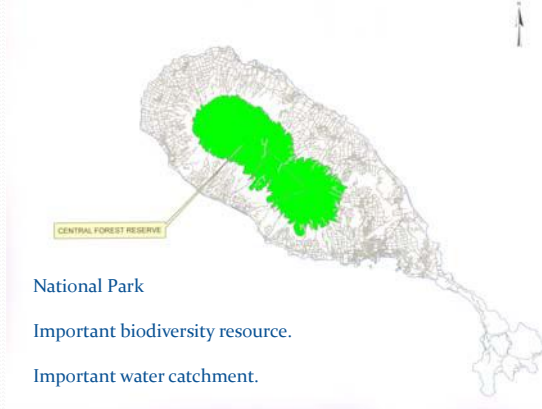 CENTRAL FOREST RESERVE
National Park
Important biodiversity resource.
Important water catchment.